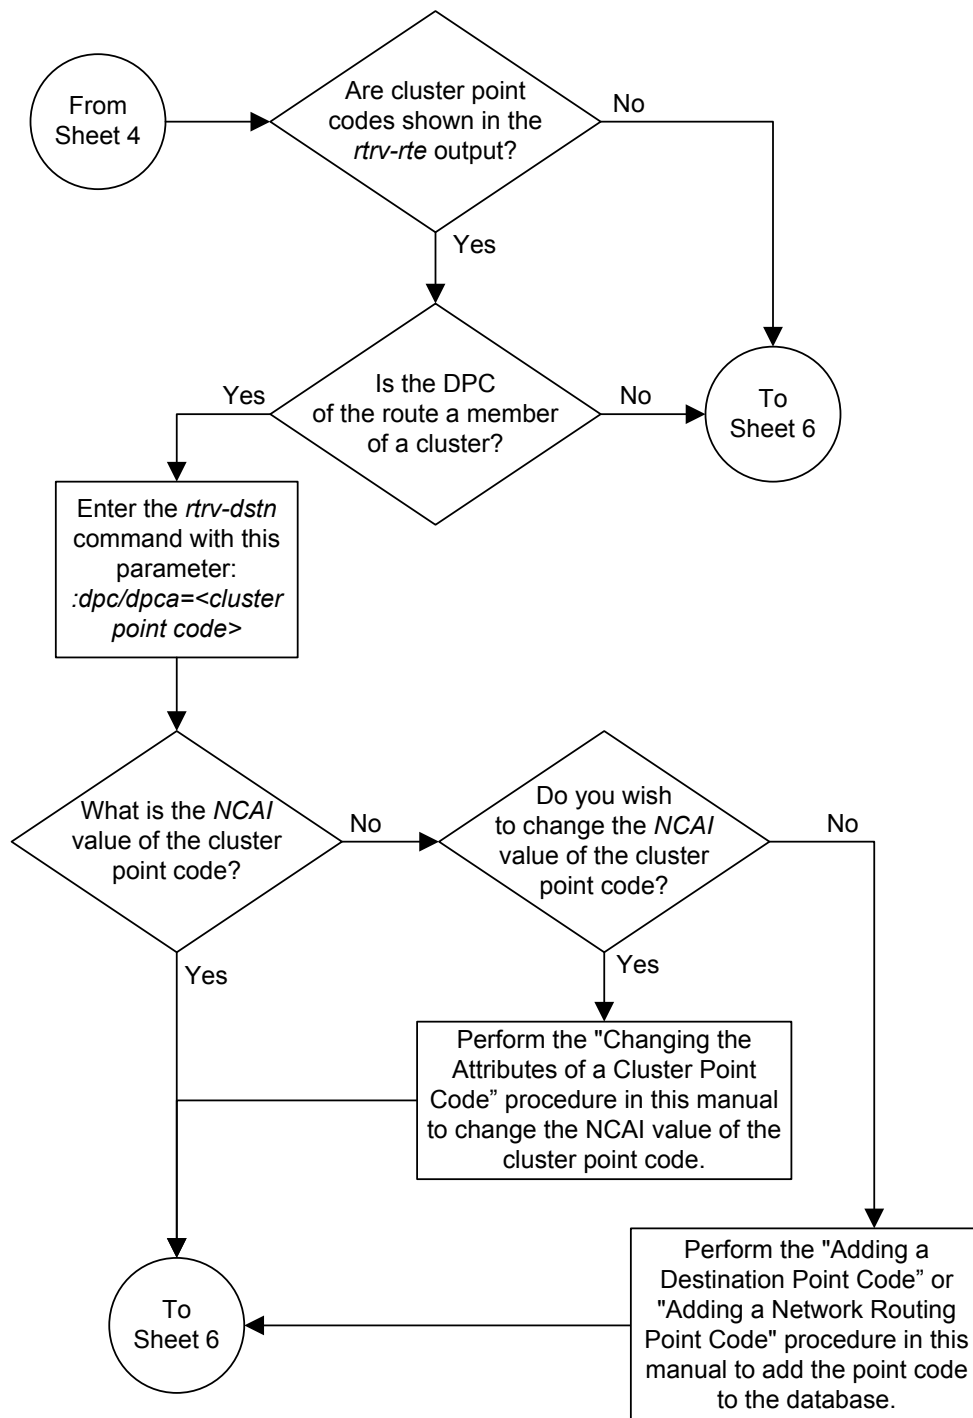 From
Sheet 4
Are cluster point
codes shown in the
rtrv-rte output?
No
Yes
Is the DPC
of the route a member
of a cluster?
Yes
No
To
Sheet 6
Enter the rtrv-dstn
command with this
parameter:
:dpc/dpca=<cluster
point code>
What is the NCAI
value of the cluster
point code?
No
Yes
Do you wish
to change the NCAI
value of the cluster
point code?
No
Yes
Perform the "Changing the
Attributes of a Cluster Point
Code” procedure in this manual
to change the NCAI value of the
cluster point code.
Perform the "Adding a
Destination Point Code” or
"Adding a Network Routing
Point Code" procedure in this
manual to add the point code
to the database.
To
Sheet 6